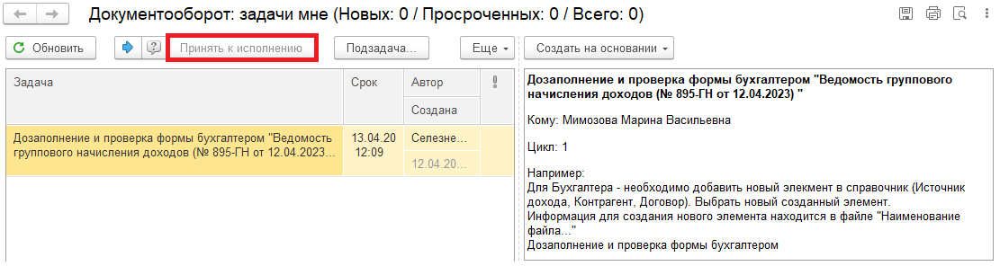 Документооборот: задачи мне (Новых: 0 / Просроченных: 0 / Всего: 0)
Обновить
Принять к исполнению
Подзадача...
Еще
Создать на основании
Задача
Срок
Автор
Создана
Дозаполнение и проверка формы бухгалтером "Ведомость
группового начисления доходов (№ 895-ГН от 12.04.2023...
13.04.20
12:09
Селезне...
12.04.20...
Дозаполнение и проверка формы бухгалтером "Ведомость группового
начисления доходов (№ 895-ГН от 12.04.2023) "
Кому: Мимозова Марина Васильевна
Цикл: 1
Например:
Для Бухгалтера - необходимо добавить новый элекмент в справочник (Источник
дохода, Контрагент, Договор). Выбрать новый созданный элемент.
Информация для создания нового элемента находится в файле "Наименование
файла..."
Дозаполнение и проверка формы бухгалтером